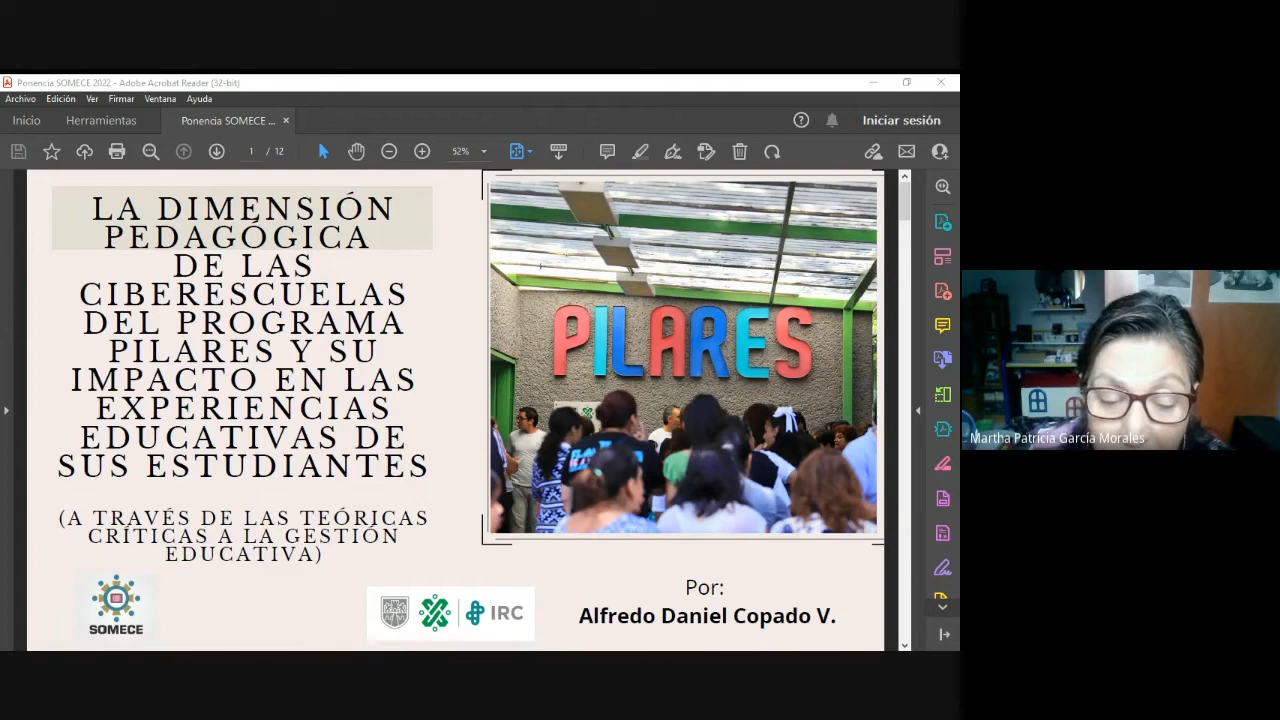 Ponencia SOMECE 2022 - Adobe Acrobat Reader (32-bit)
Archivo Edición Ver Firmar Ventana Ayuda
Inicio Herramientas Ponencia SOMECE ... Iniciar sesión
1 / 12 52%
LA DIMENSIÓN
PEDAGÓGICA
DE LAS
CIBERESCUELAS
DEL PROGRAMA
PILARES Y SU
IMPACTO EN LAS
EXPERIENCIAS
EDUCATIVAS DE
SUS ESTUDIANTES
(A TRAVÉS DE LAS TEÓRICAS
CRÍTICAS A LA GESTIÓN
EDUCATIVA)
PILARES
SOMECE
IRC
Por:
Alfredo Daniel Copado V.
Martha Patricia García Morales